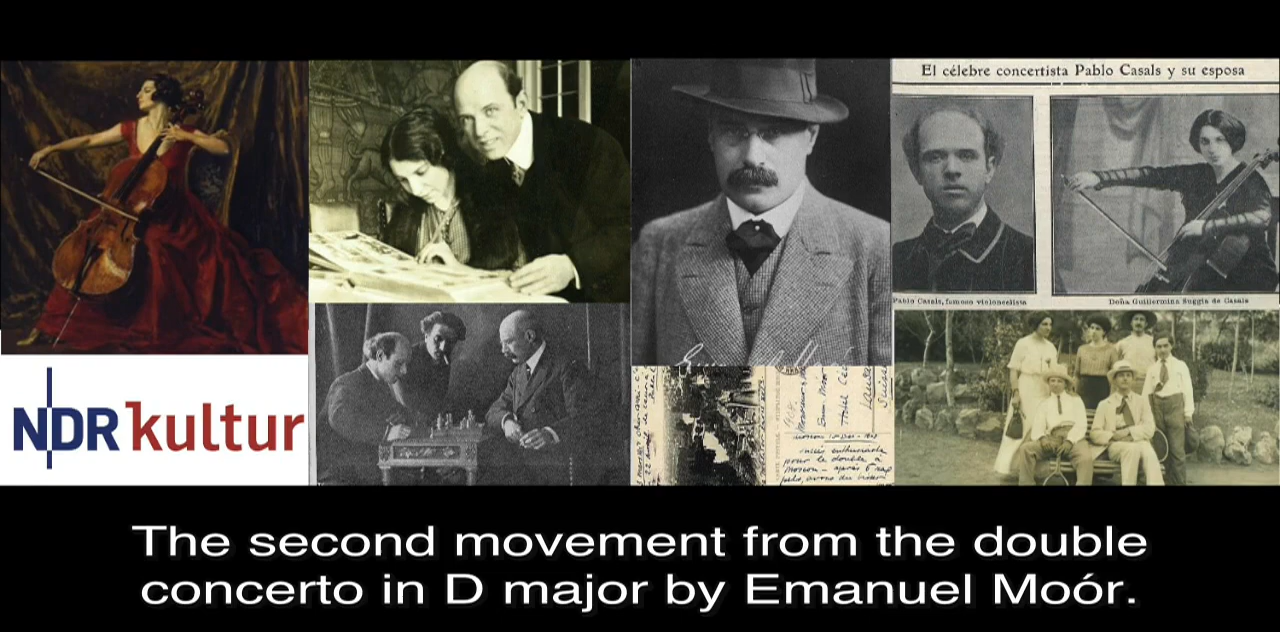 El célebre concertista Pablo Casals y su esposa
Pablo Casals, famoso violoncelista
Doña Guillermina Suggia de Casals
NDR kultur
The second movement from the double
concerto in D major by Emanuel Moór.